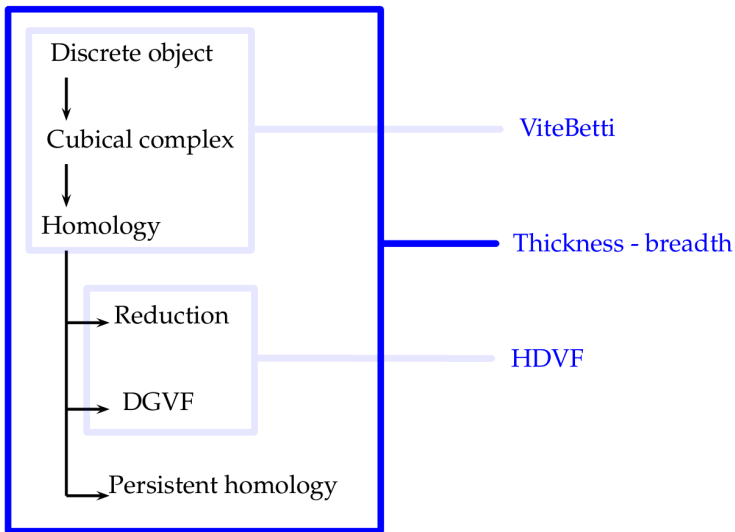 Discrete object
Cubical complex
ViteBetti
Homology
Thickness - breadth
Reduction
HDVF
DGVF
Persistent homology